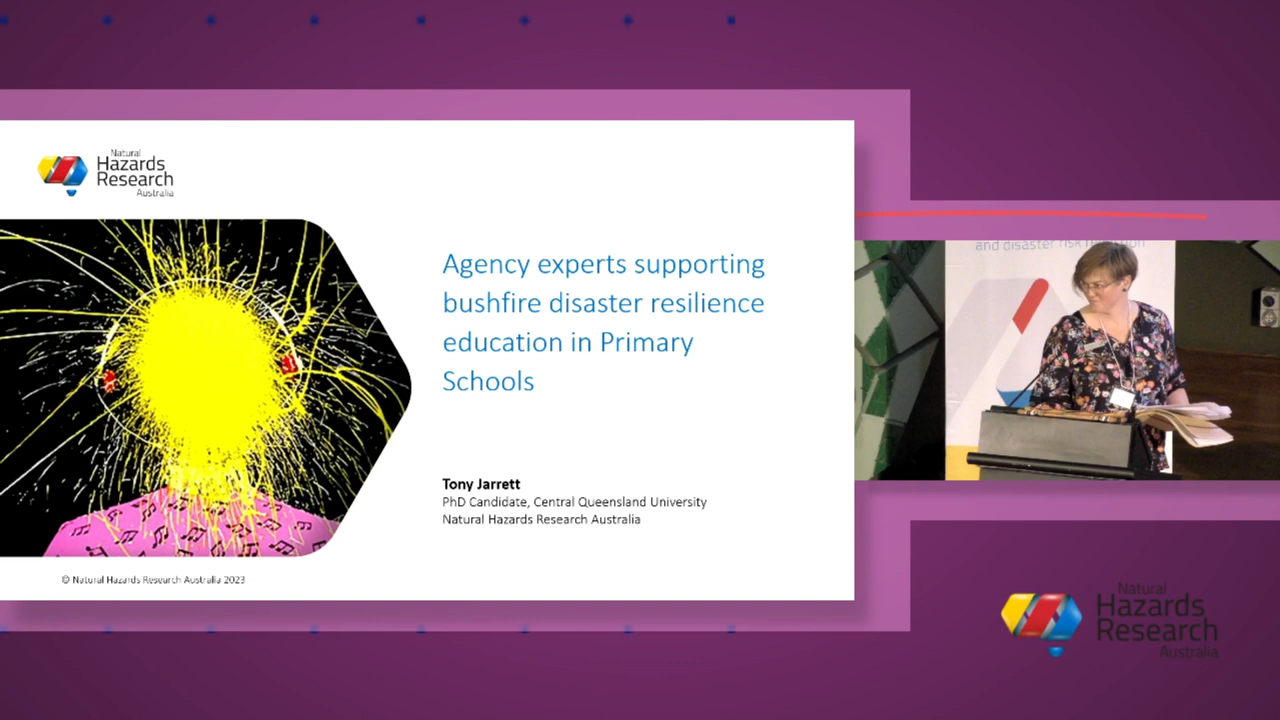 Natural
Hazards
Research
Australia
Agency experts supporting
bushfire disaster resilience
education in Primary
Schools
Tony Jarrett
PhD Candidate, Central Queensland University
Natural Hazards Research Australia
© Natural Hazards Research Australia 2023
and disaster risk reduction
Natural
Hazards
Research
Australia